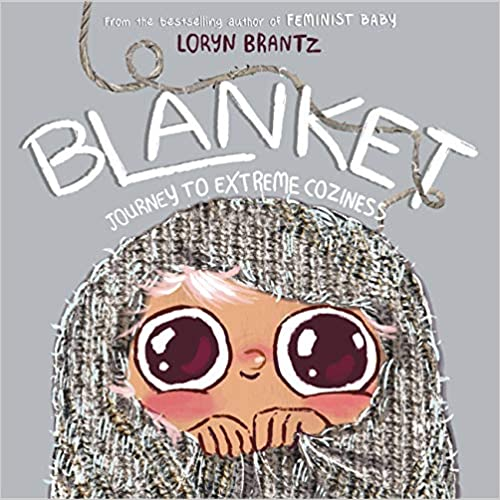 From the bestselling author of FEMINIST BABY
LORYN BRANTZ
BLANKET
JOURNEY TO EXTREME COZINESS